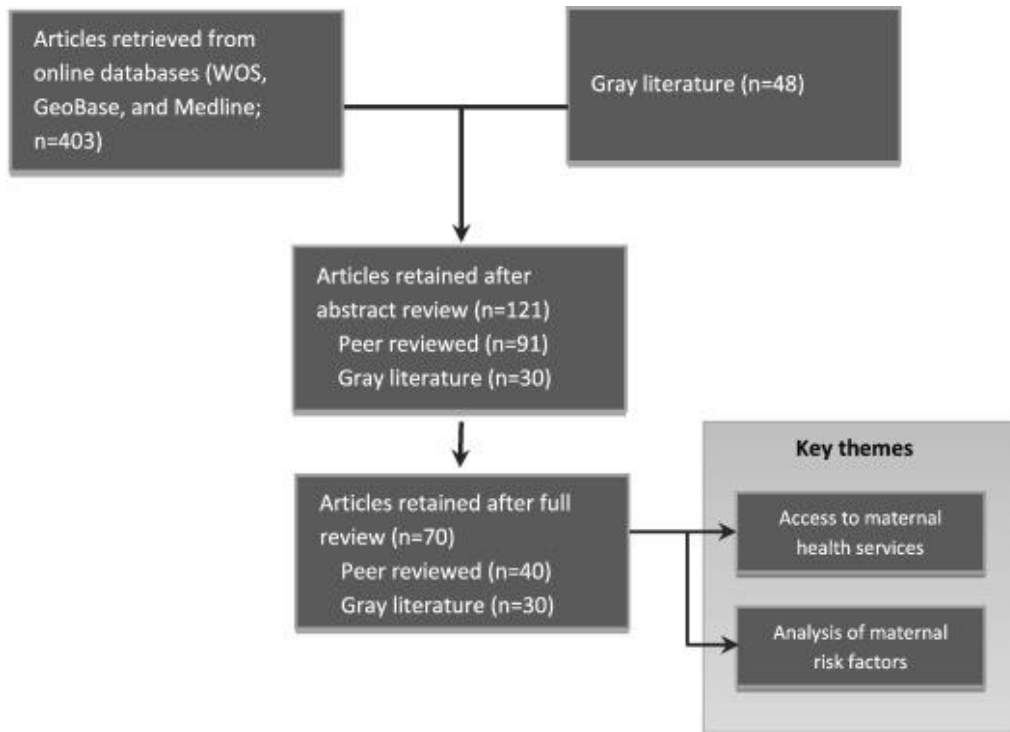 Articles retrieved from
online databases (WOS,
GeoBase, and Medline;
n=403)
Gray literature (n=48)
Articles retained after
abstract review (n=121)
Peer reviewed (n=91)
Gray literature (n=30)
Articles retained after full
review (n=70)
Peer reviewed (n=40)
Gray literature (n=30)
Key themes
Access to maternal
health services
Analysis of maternal
risk factors